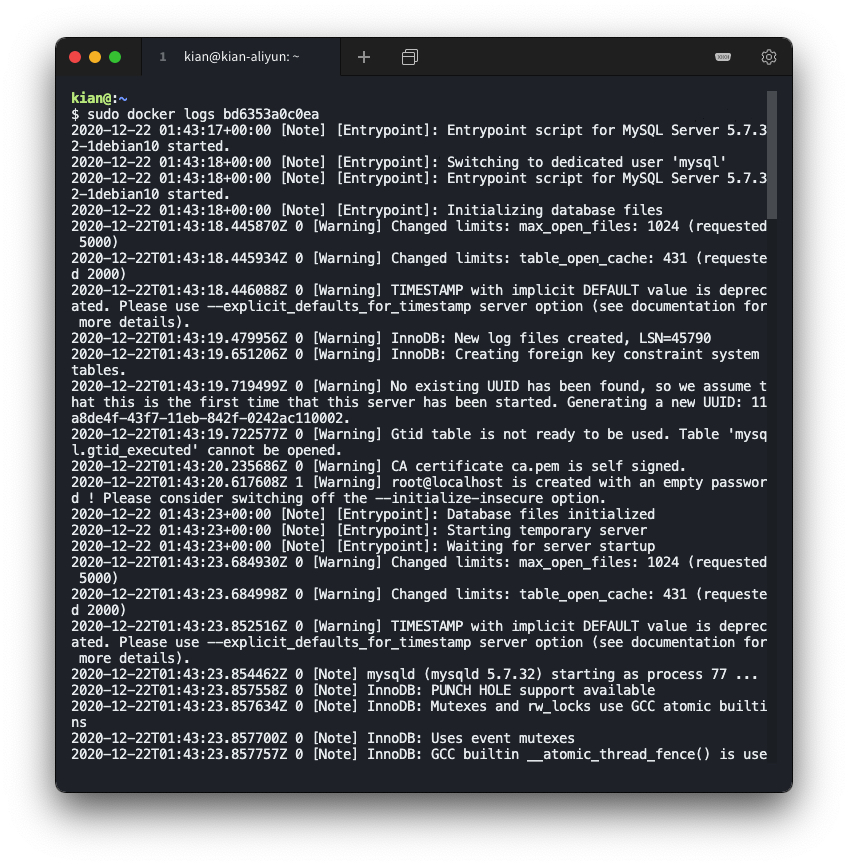 1 kian@kian-aliyun: ~
kian@:~
$ sudo docker logs bd6353a0c0ea
2020-12-22 01:43:17+00:00 [Note] [Entrypoint]: Entrypoint script for MySQL Server 5.7.3
2-1debian10 started.
2020-12-22 01:43:18+00:00 [Note] [Entrypoint]: Switching to dedicated user 'mysql'
2020-12-22 01:43:18+00:00 [Note] [Entrypoint]: Entrypoint script for MySQL Server 5.7.3
2-1debian10 started.
2020-12-22 01:43:18+00:00 [Note] [Entrypoint]: Initializing database files
2020-12-22T01:43:18.445870Z 0 [Warning] Changed limits: max_open_files: 1024 (requested
 5000)
2020-12-22T01:43:18.445934Z 0 [Warning] Changed limits: table_open_cache: 431 (requeste
d 2000)
2020-12-22T01:43:18.446088Z 0 [Warning] TIMESTAMP with implicit DEFAULT value is deprec
ated. Please use --explicit_defaults_for_timestamp server option (see documentation for
 more details).
2020-12-22T01:43:19.479956Z 0 [Warning] InnoDB: New log files created, LSN=45790
2020-12-22T01:43:19.651206Z 0 [Warning] InnoDB: Creating foreign key constraint system
tables.
2020-12-22T01:43:19.719499Z 0 [Warning] No existing UUID has been found, so we assume t
hat this is the first time that this server has been started. Generating a new UUID: 11
a8de4f-43f7-11eb-842f-0242ac110002.
2020-12-22T01:43:19.722577Z 0 [Warning] Gtid table is not ready to be used. Table 'mysq
l.gtid_executed' cannot be opened.
2020-12-22T01:43:20.235686Z 0 [Warning] CA certificate ca.pem is self signed.
2020-12-22T01:43:20.617608Z 1 [Warning] root@localhost is created with an empty passwor
d ! Please consider switching off the --initialize-insecure option.
2020-12-22 01:43:23+00:00 [Note] [Entrypoint]: Database files initialized
2020-12-22 01:43:23+00:00 [Note] [Entrypoint]: Starting temporary server
2020-12-22 01:43:23+00:00 [Note] [Entrypoint]: Waiting for server startup
2020-12-22T01:43:23.684930Z 0 [Warning] Changed limits: max_open_files: 1024 (requested
 5000)
2020-12-22T01:43:23.684998Z 0 [Warning] Changed limits: table_open_cache: 431 (requeste
d 2000)
2020-12-22T01:43:23.852516Z 0 [Warning] TIMESTAMP with implicit DEFAULT value is deprec
ated. Please use --explicit_defaults_for_timestamp server option (see documentation for
 more details).
2020-12-22T01:43:23.854462Z 0 [Note] mysqld (mysqld 5.7.32) starting as process 77 ...
2020-12-22T01:43:23.857558Z 0 [Note] InnoDB: PUNCH HOLE support available
2020-12-22T01:43:23.857634Z 0 [Note] InnoDB: Mutexes and rw_locks use GCC atomic builti
ns
2020-12-22T01:43:23.857700Z 0 [Note] InnoDB: Uses event mutexes
2020-12-22T01:43:23.857757Z 0 [Note] InnoDB: GCC builtin __atomic_thread_fence() is use